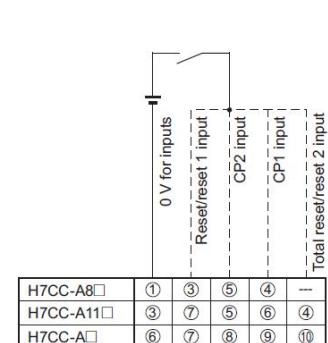 0 V for inputs
Reset/reset 1 input
CP2 input
CP1 input
Total reset/reset 2 input
H7CC-A8□ ① ③ ⑤ ④ ---
H7CC-A11□ ③ ⑦ ⑤ ⑥ ④
H7CC-A□ ⑥ ⑦ ⑧ ⑨ ⑩